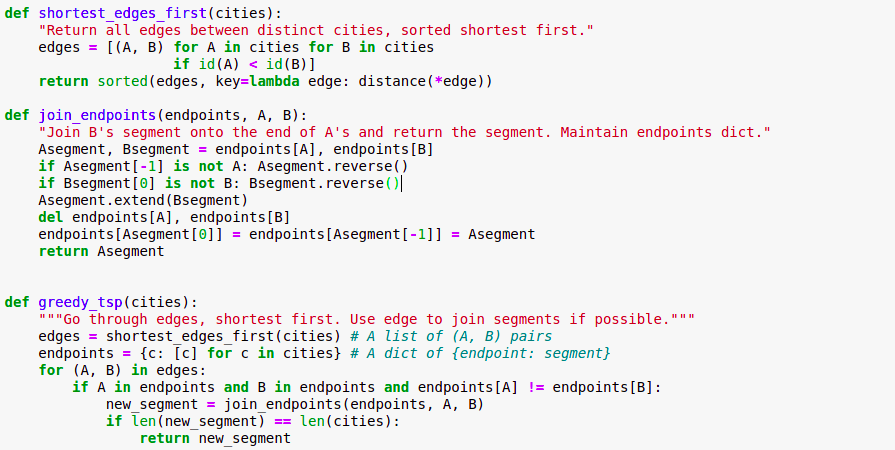 def shortest_edges_first(cities):
    "Return all edges between distinct cities, sorted shortest first."
    edges = [(A, B) for A in cities for B in cities
                    if id(A) < id(B)]
    return sorted(edges, key=lambda edge: distance(*edge))

def join_endpoints(endpoints, A, B):
    "Join B's segment onto the end of A's and return the segment. Maintain endpoints dict."
    Asegment, Bsegment = endpoints[A], endpoints[B]
    if Asegment[-1] is not A: Asegment.reverse()
    if Bsegment[0] is not B: Bsegment.reverse()
    Asegment.extend(Bsegment)
    del endpoints[A], endpoints[B]
    endpoints[Asegment[0]] = endpoints[Asegment[-1]] = Asegment
    return Asegment


def greedy_tsp(cities):
    """Go through edges, shortest first. Use edge to join segments if possible."""
    edges = shortest_edges_first(cities) # A list of (A, B) pairs
    endpoints = {c: [c] for c in cities} # A dict of {endpoint: segment}
    for (A, B) in edges:
        if A in endpoints and B in endpoints and endpoints[A] != endpoints[B]:
            new_segment = join_endpoints(endpoints, A, B)
            if len(new_segment) == len(cities):
                return new_segment